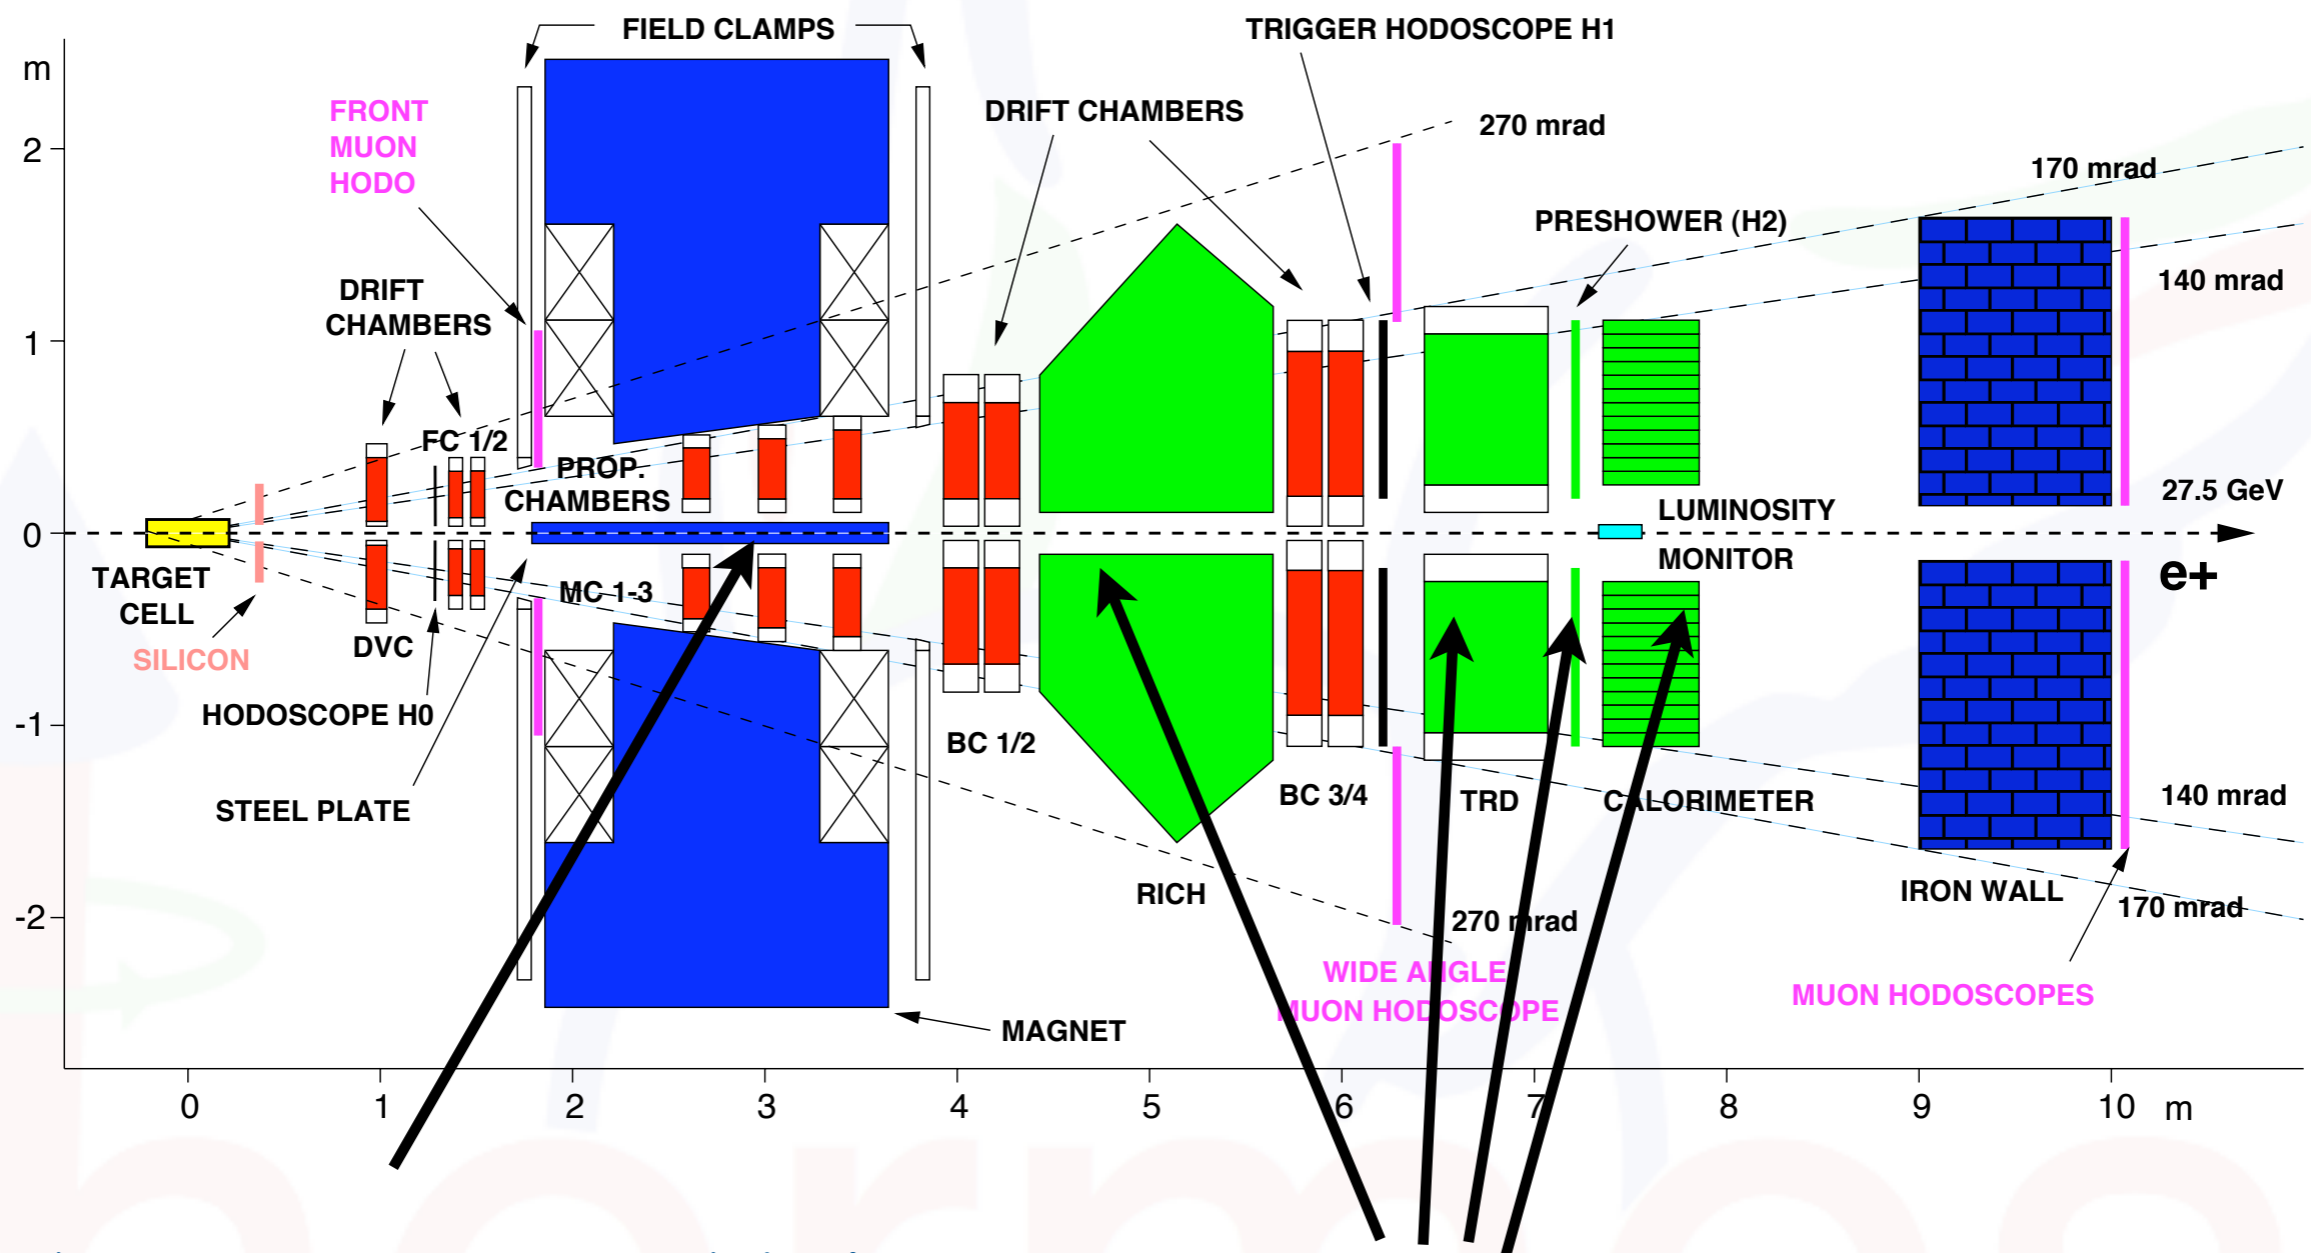 FIELD CLAMPS
TRIGGER HODOSCOPE H1
m
FRONT
MUON
HODO
DRIFT CHAMBERS
270 mrad
2
170 mrad
PRESHOWER (H2)
140 mrad
DRIFT
CHAMBERS
1
FC 1/2
PROP.
CHAMBERS
27.5 GeV
LUMINOSITY
0
MONITOR
e+
TARGET
CELL
MC 1-3
SILICON
DVC
HODOSCOPE H0
-1
BC 1/2
STEEL PLATE
BC 3/4
TRD
CALORIMETER
140 mrad
RICH
IRON WALL
170 mrad
-2
270 mrad
WIDE ANGLE
MUON HODOSCOPE
MUON HODOSCOPES
MAGNET
0 1 2 3 4 5 6 7 8 9 10 m
hermes